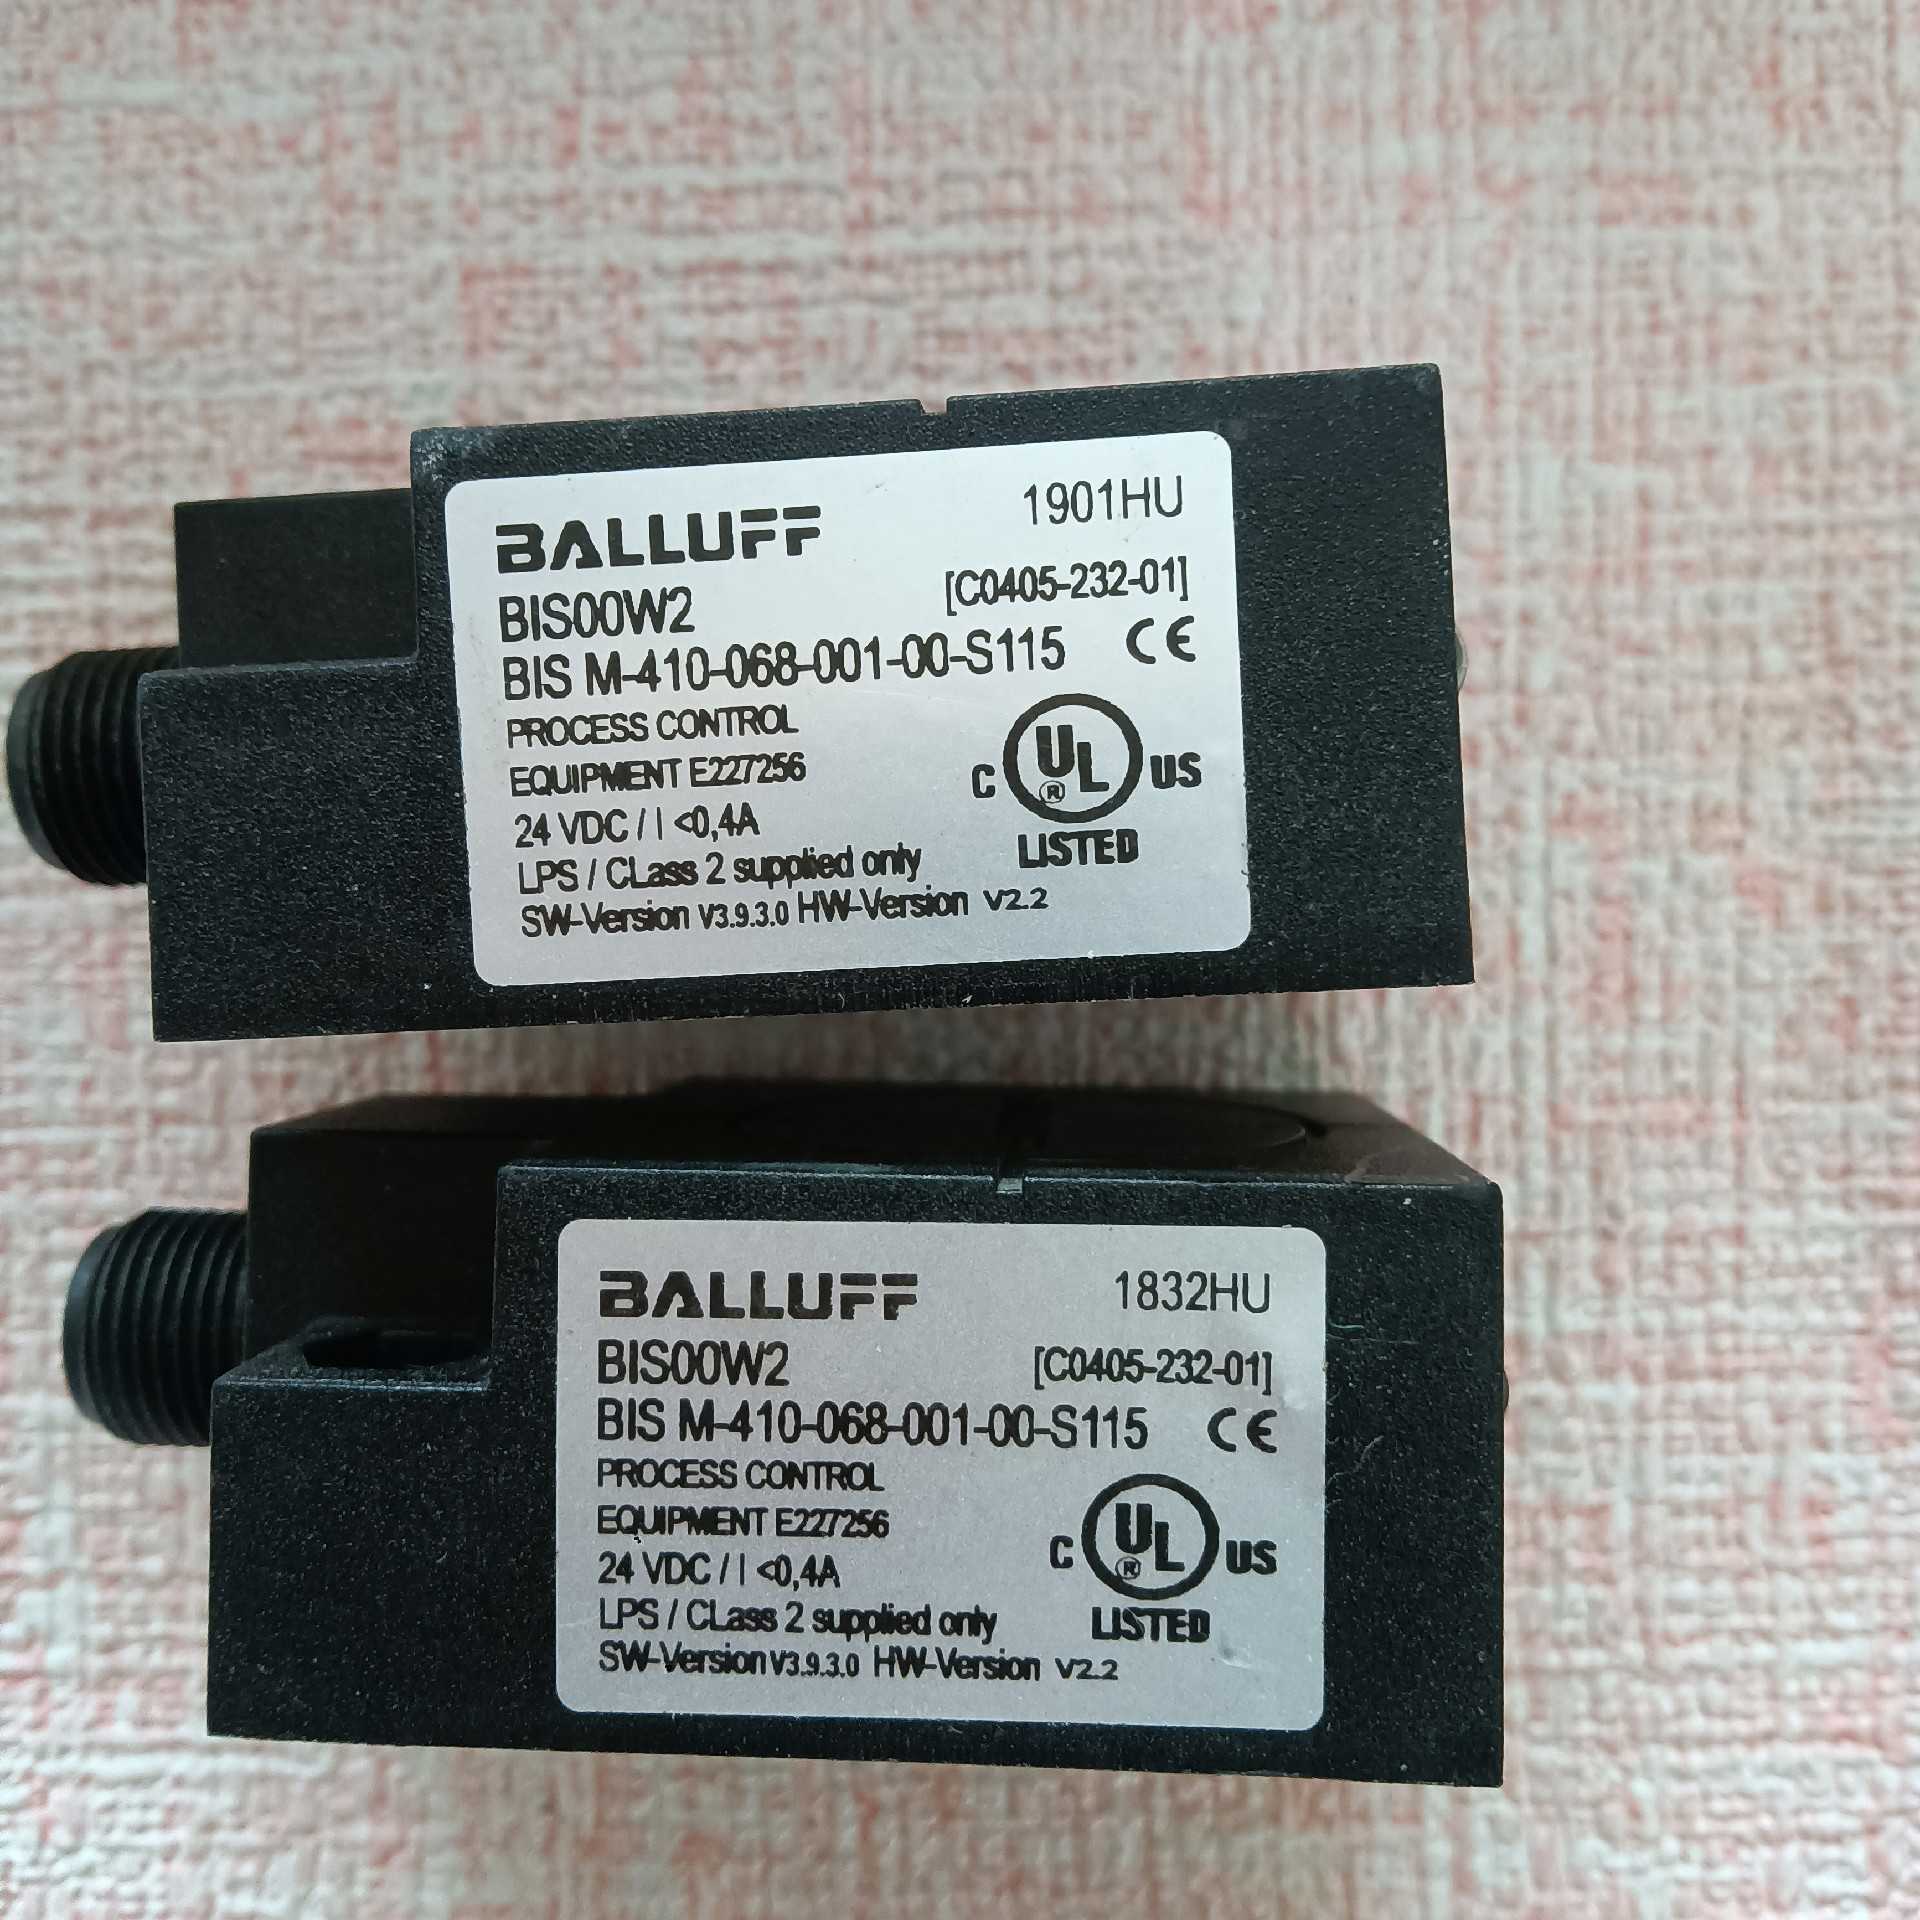 BALLUFF 1901HU
BIS00W2 [C0405-232-01]
BIS M-410-068-001-00-S115 CE
PROCESS CONTROL
EQUIPMENT E227256
C UL ® US
24 VDC / I <0,4A
LISTED
LPS / CLass 2 supplied only
SW-Version V3.9.3.0 HW-Version V2.2
BALLUFF 1832HU
BIS00W2 [C0405-232-01]
BIS M-410-068-001-00-S115 CE
PROCESS CONTROL
EQUIPMENT E227256
C UL ® US
24 VDC / I <0,4A
LISTED
LPS / CLass 2 supplied only
SW-Version V3.9.3.0 HW-Version V2.2